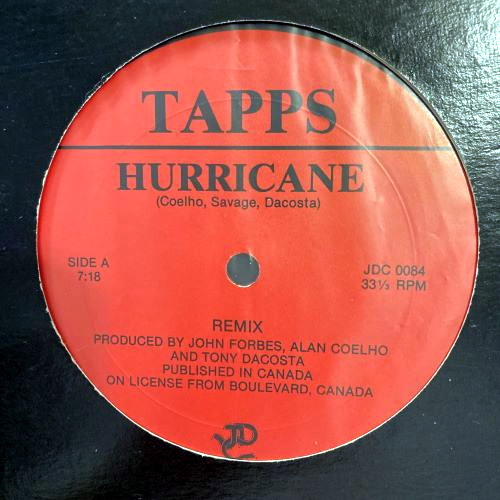 TAPPS
HURRICANE
(Coelho, Savage, Dacosta)
SIDE A
7:18
JDC 0084
33⅓ RPM
REMIX
PRODUCED BY JOHN FORBES, ALAN COELHO
AND TONY DACOSTA
PUBLISHED IN CANADA
ON LICENSE FROM BOULEVARD, CANADA
JDC